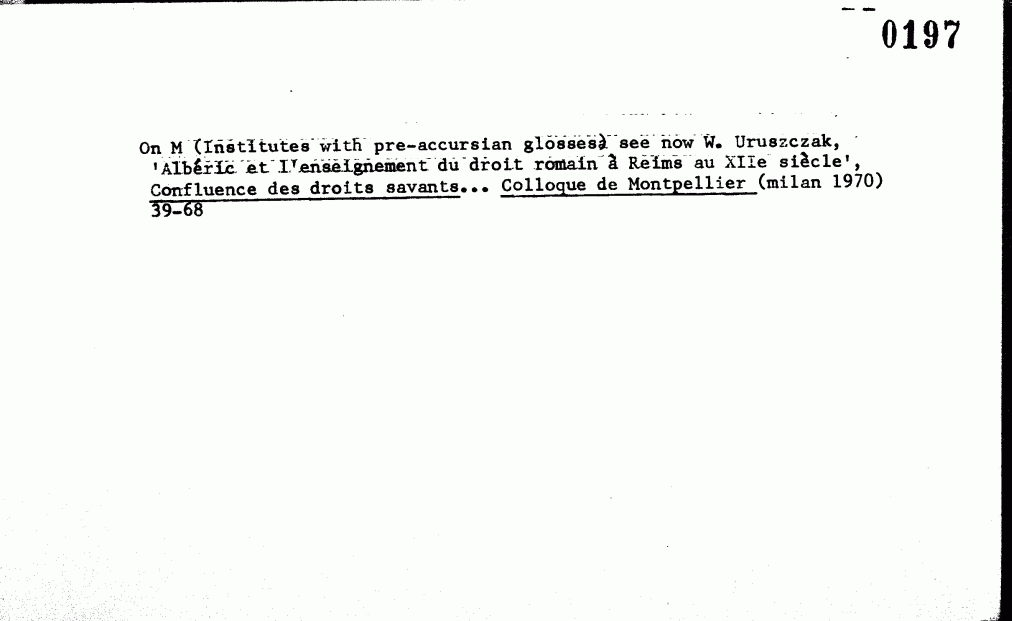 0197
On M (Institutes with pre-accursian glosses) see now W. Uruszczak,
'Albéric et l'enseignement du droit romain à Reims au XIIe siècle',
Confluence des droits savants... Colloque de Montpellier (milan 1970)
39-68